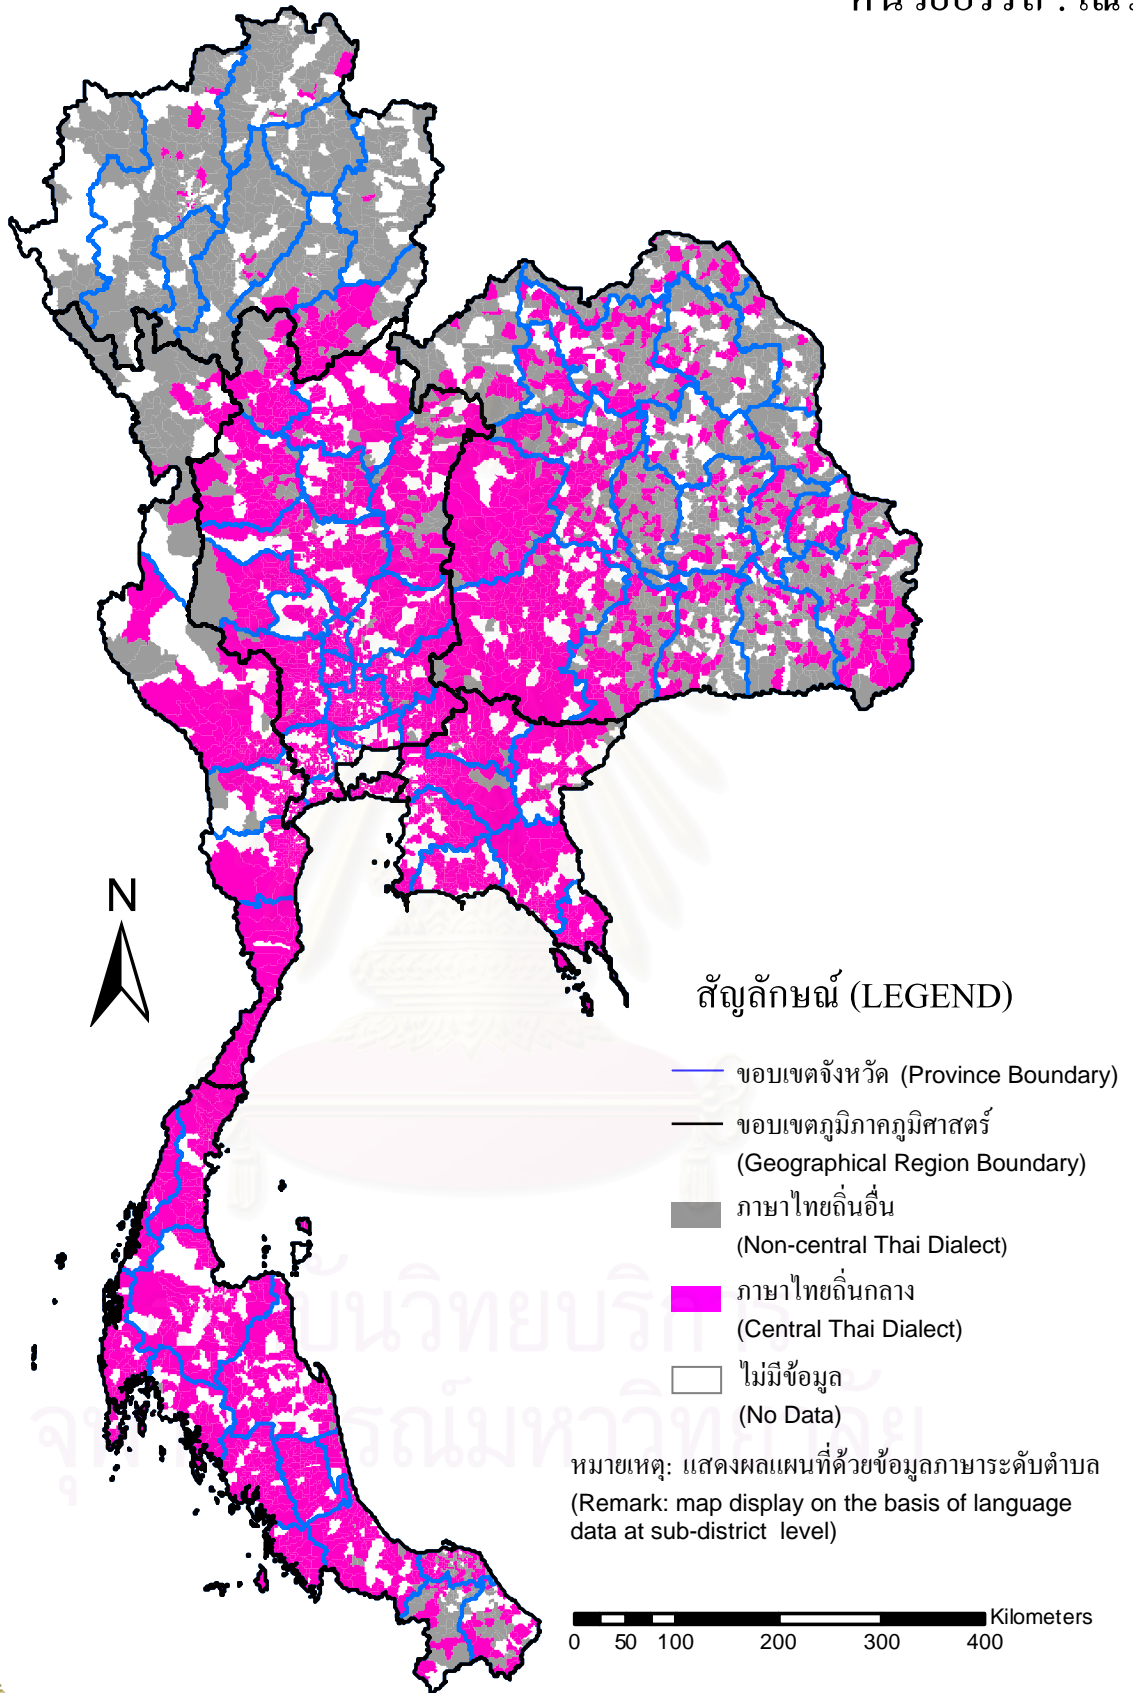 N
สัญลักษณ์ (LEGEND)
ขอบเขตจังหวัด (Province Boundary)
ขอบเขตภูมิภาคภูมิศาสตร์
(Geographical Region Boundary)
ภาษาไทยถิ่นอื่น
(Non-central Thai Dialect)
ภาษาไทยถิ่นกลาง
(Central Thai Dialect)
ไม่มีข้อมูล
(No Data)
หมายเหตุ: แสดงผลแผนที่ด้วยข้อมูลภาษาระดับตำบล
(Remark: map display on the basis of language
data at sub-district level)
Kilometers
0 50 100 200 300 400